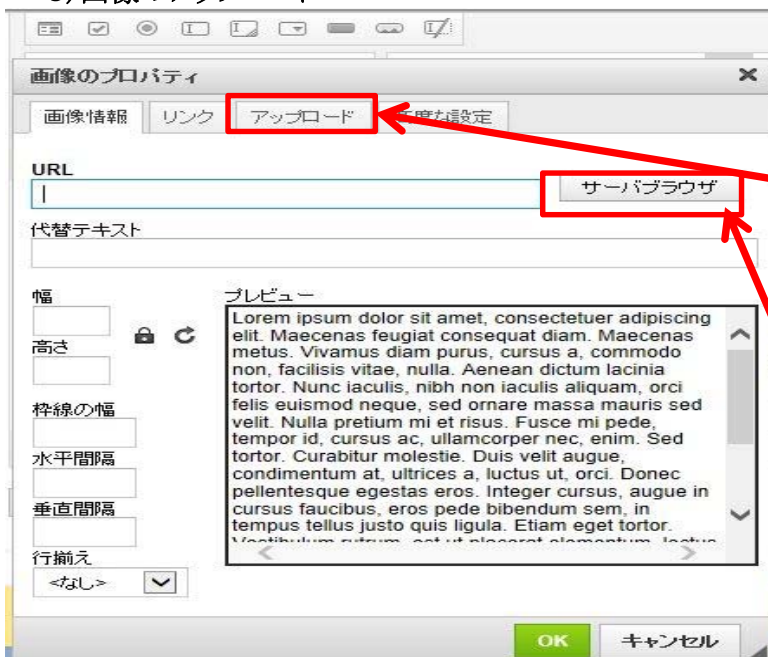 画像のプロパティ
画像情報 リンク アップロード 度な設定
URL
サーバブラウザ
代替テキスト
幅
プレビュー
高さ
枠線の幅
水平間隔
垂直間隔
行揃え
<なし>
Lorem ipsum dolor sit amet, consectetuer adipiscing
elit. Maecenas feugiat consequat diam. Maecenas
metus. Vivamus diam purus, cursus a, commodo
non, facilisis vitae, nulla. Aenean dictum lacinia
tortor. Nunc iaculis, nibh non iaculis aliquam, orci
felis euismod neque, sed ornare massa mauris sed
velit. Nulla pretium mi et risus. Fusce mi pede,
tempor id, cursus ac, ullamcorper nec, enim. Sed
tortor. Curabitur molestie. Duis velit augue,
condimentum at, ultrices a, luctus ut, orci. Donec
pellentesque egestas eros. Integer cursus, augue in
cursus faucibus, eros pede bibendum sem, in
tempus tellus justo quis ligula. Etiam eget tortor.
OK キャンセル